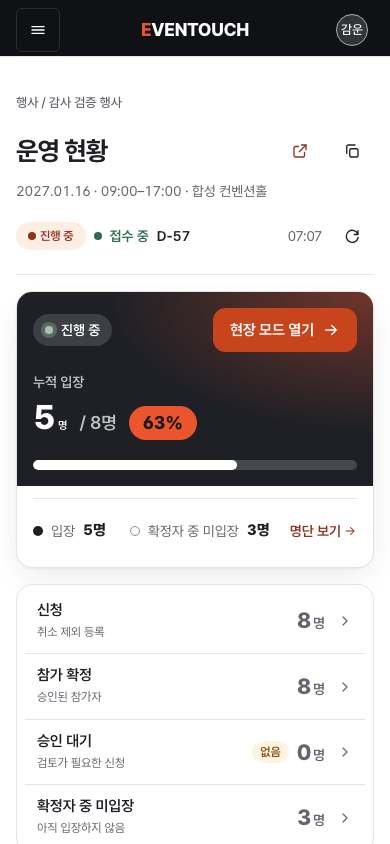 EVENTOUCH
감운
행사 / 감사 검증 행사
운영 현황
2027.01.16 · 09:00–17:00 · 합성 컨벤션홀
진행 중
접수 중 D-57
07:07
진행 중
현장 모드 열기 →
누적 입장
5명 / 8명 63%
입장 5명
확정자 중 미입장 3명
명단 보기 →
신청
취소 제외 등록
8명
참가 확정
승인된 참가자
8명
승인 대기
검토가 필요한 신청
없음 0명
확정자 중 미입장
아직 입장하지 않음
3명